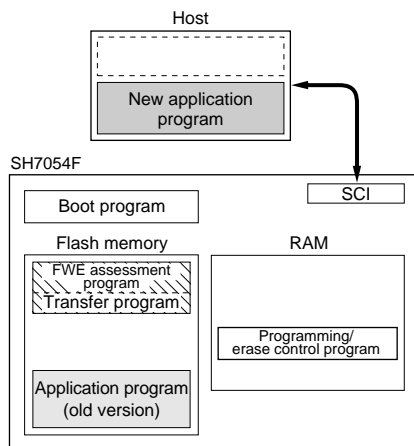 Host
New application
program
SH7054F
SCI
Boot program
Flash memory
RAM
FWE assessment
program
Transfer program
Programming/
erase control program
Application program
(old version)